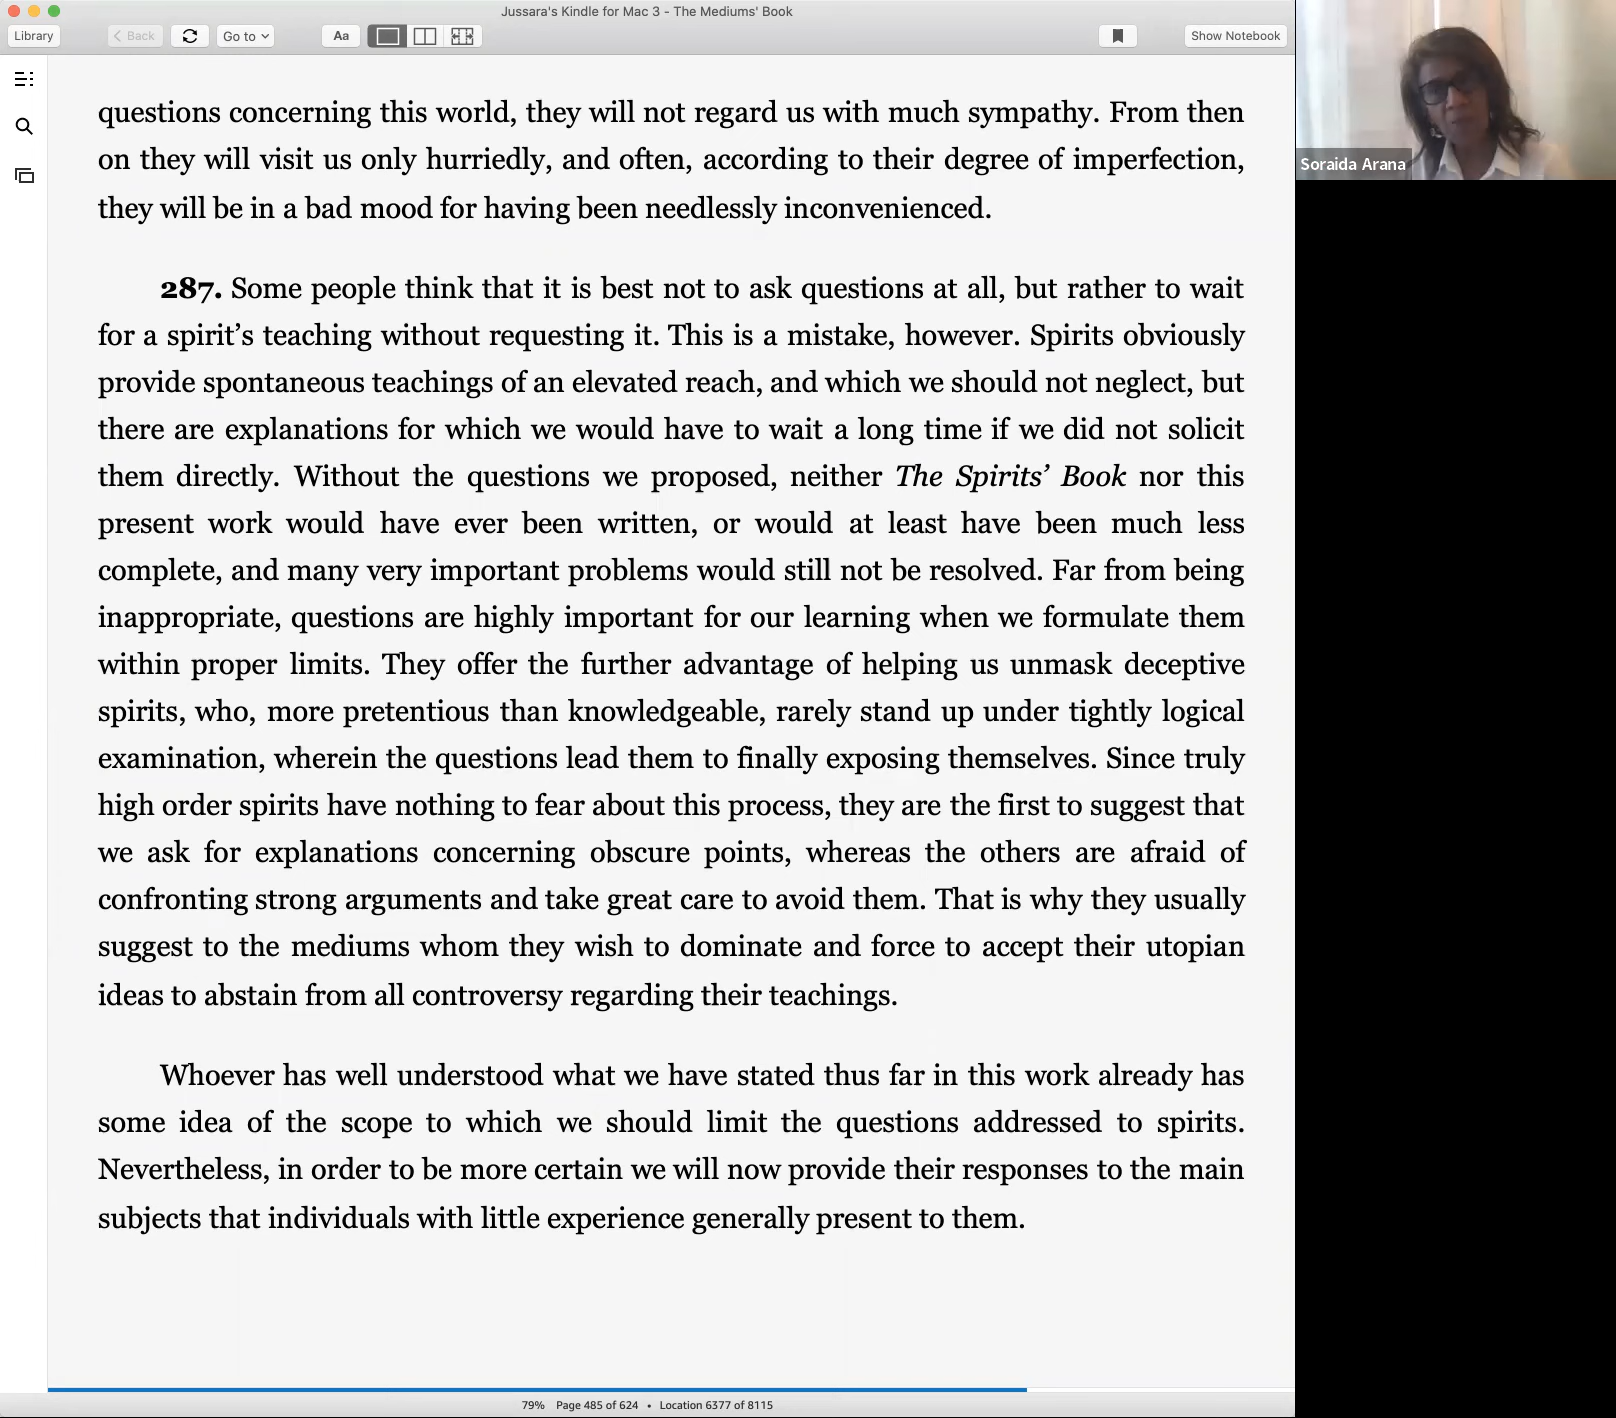 Jussara's Kindle for Mac 3 - The Mediums' Book
Library
Back
Go to
Aa
Show Notebook
questions concerning this world, they will not regard us with much sympathy. From then
on they will visit us only hurriedly, and often, according to their degree of imperfection,
they will be in a bad mood for having been needlessly inconvenienced.
287. Some people think that it is best not to ask questions at all, but rather to wait
for a spirit’s teaching without requesting it. This is a mistake, however. Spirits obviously
provide spontaneous teachings of an elevated reach, and which we should not neglect, but
there are explanations for which we would have to wait a long time if we did not solicit
them directly. Without the questions we proposed, neither The Spirits’ Book nor this
present work would have ever been written, or would at least have been much less
complete, and many very important problems would still not be resolved. Far from being
inappropriate, questions are highly important for our learning when we formulate them
within proper limits. They offer the further advantage of helping us unmask deceptive
spirits, who, more pretentious than knowledgeable, rarely stand up under tightly logical
examination, wherein the questions lead them to finally exposing themselves. Since truly
high order spirits have nothing to fear about this process, they are the first to suggest that
we ask for explanations concerning obscure points, whereas the others are afraid of
confronting strong arguments and take great care to avoid them. That is why they usually
suggest to the mediums whom they wish to dominate and force to accept their utopian
ideas to abstain from all controversy regarding their teachings.
Whoever has well understood what we have stated thus far in this work already has
some idea of the scope to which we should limit the questions addressed to spirits.
Nevertheless, in order to be more certain we will now provide their responses to the main
subjects that individuals with little experience generally present to them.
79% Page 485 of 624 • Location 6377 of 8115
Soraida Arana